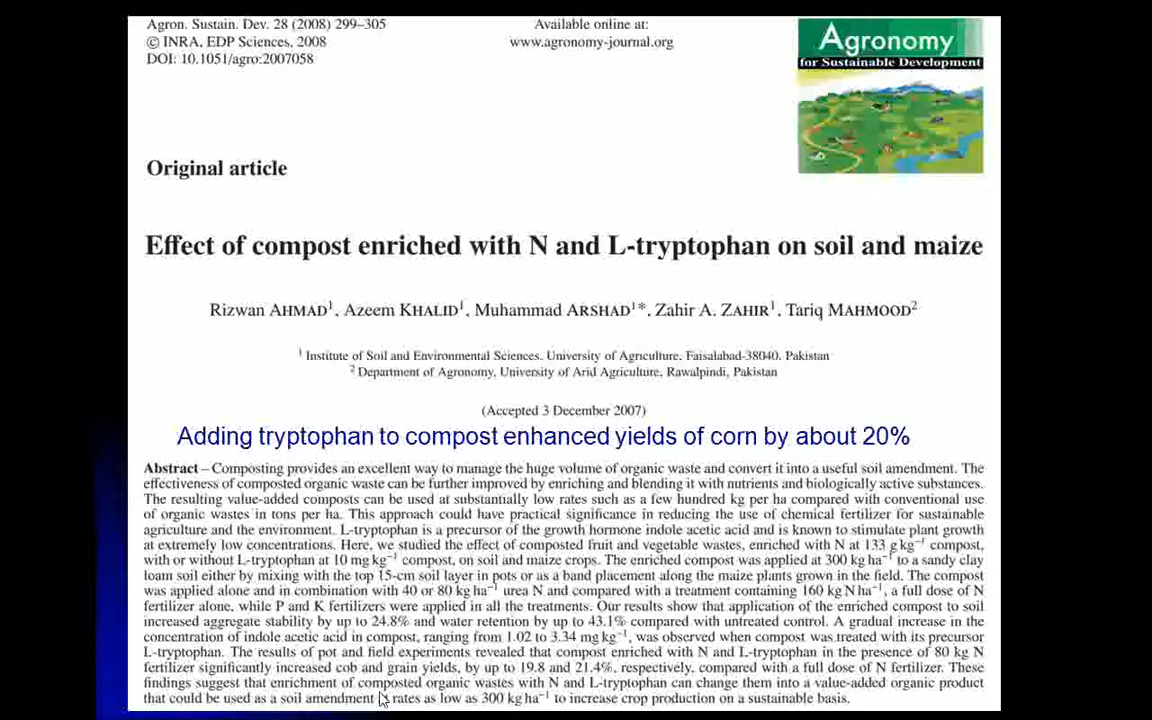 Agron. Sustain. Dev. 28 (2008) 299–305
© INRA, EDP Sciences, 2008
DOI: 10.1051/agro:2007058
Available online at:
www.agronomy-journal.org
Agronomy
for Sustainable Development
Original article
Effect of compost enriched with N and L-tryptophan on soil and maize
Rizwan AHMAD¹, Azeem KHALID¹, Muhammad ARSHAD¹*, Zahir A. ZAHIR¹, Tariq MAHMOOD²
¹ Institute of Soil and Environmental Sciences, University of Agriculture, Faisalabad-38040, Pakistan
² Department of Agronomy, University of Arid Agriculture, Rawalpindi, Pakistan
(Accepted 3 December 2007)
Adding tryptophan to compost enhanced yields of corn by about 20%
Abstract – Composting provides an excellent way to manage the huge volume of organic waste and convert it into a useful soil amendment. The
effectiveness of composted organic waste can be further improved by enriching and blending it with nutrients and biologically active substances.
The resulting value-added composts can be used at substantially low rates such as a few hundred kg per ha compared with conventional use
of organic wastes in tons per ha. This approach could have practical significance in reducing the use of chemical fertilizer for sustainable
agriculture and the environment. L-tryptophan is a precursor of the growth hormone indole acetic acid and is known to stimulate plant growth
at extremely low concentrations. Here, we studied the effect of composted fruit and vegetable wastes, enriched with N at 133 g kg⁻¹ compost,
with or without L-tryptophan at 10 mg kg⁻¹ compost, on soil and maize crops. The enriched compost was applied at 300 kg ha⁻¹ to a sandy clay
loam soil either by mixing with the top 15-cm soil layer in pots or as a band placement along the maize plants grown in the field. The compost
was applied alone and in combination with 40 or 80 kg ha⁻¹ urea N and compared with a treatment containing 160 kg N ha⁻¹, a full dose of N
fertilizer alone, while P and K fertilizers were applied in all the treatments. Our results show that application of the enriched compost to soil
increased aggregate stability by up to 24.8% and water retention by up to 43.1% compared with untreated control. A gradual increase in the
concentration of indole acetic acid in compost, ranging from 1.02 to 3.34 mg kg⁻¹, was observed when compost was treated with its precursor
L-tryptophan. The results of pot and field experiments revealed that compost enriched with N and L-tryptophan in the presence of 80 kg N
fertilizer significantly increased cob and grain yields, by up to 19.8 and 21.4%, respectively, compared with a full dose of N fertilizer. These
findings suggest that enrichment of composted organic wastes with N and L-tryptophan can change them into a value-added organic product
that could be used as a soil amendment rates as low as 300 kg ha⁻¹ to increase crop production on a sustainable basis.